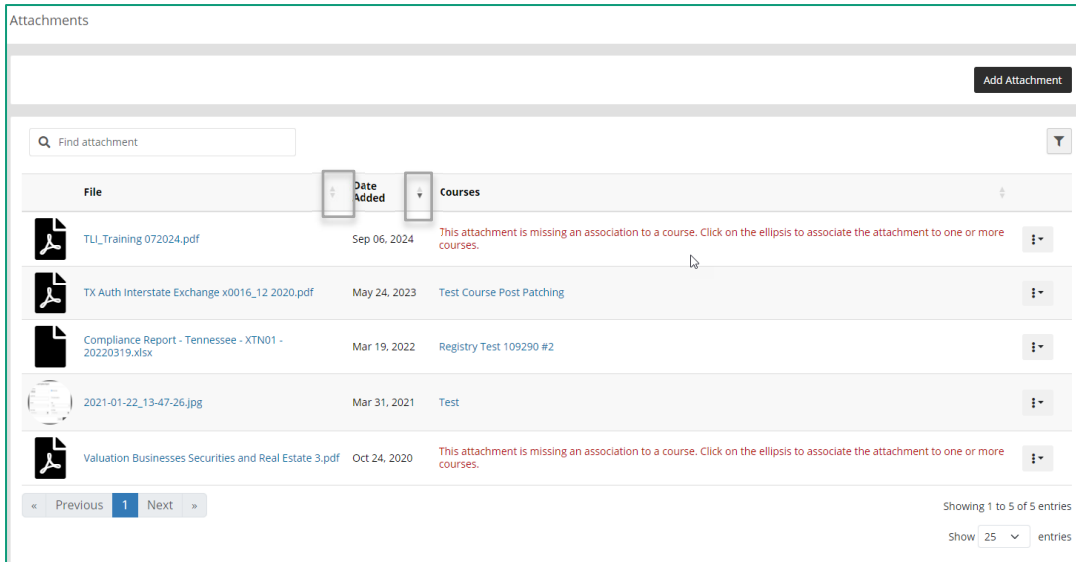 Attachments
Add Attachment
Find attachment
File
Date
Added
Courses
TLI_Training 072024.pdf
Sep 06, 2024
This attachment is missing an association to a course. Click on the ellipsis to associate the attachment to one or more
courses.
TX Auth Interstate Exchange x0016_12 2020.pdf
May 24, 2023
Test Course Post Patching
Compliance Report - Tennessee - XTN01 -
20220319.xlsx
Mar 19, 2022
Registry Test 109290 #2
2021-01-22_13-47-26.jpg
Mar 31, 2021
Test
Valuation Businesses Securities and Real Estate 3.pdf
Oct 24, 2020
This attachment is missing an association to a course. Click on the ellipsis to associate the attachment to one or more
courses.
« Previous 1 Next »
Showing 1 to 5 of 5 entries
Show 25 entries